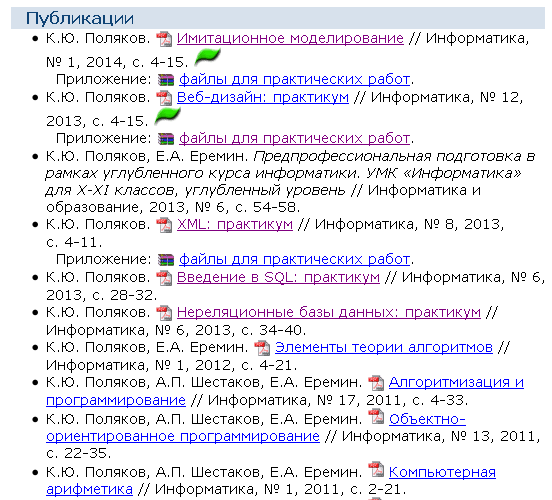 Публикации
К.Ю. Поляков. Имитационное моделирование // Информатика,
№ 1, 2014, с. 4-15.
Приложение: файлы для практических работ.
К.Ю. Поляков. Веб-дизайн: практикум // Информатика, № 12,
2013, с. 4-15.
Приложение: файлы для практических работ.
К.Ю. Поляков, Е.А. Еремин. Предпрофессиональная подготовка в
рамках углубленного курса информатики. УМК «Информатика»
для X-XI классов, углубленный уровень // Информатика и
образование, 2013, № 6, с. 54-58.
К.Ю. Поляков. XML: практикум // Информатика, № 8, 2013,
с. 4-11.
Приложение: файлы для практических работ.
К.Ю. Поляков. Введение в SQL: практикум // Информатика, № 6,
2013, с. 28-32.
К.Ю. Поляков. Нереляционные базы данных: практикум //
Информатика, № 6, 2013, с. 34-40.
К.Ю. Поляков, Е.А. Еремин. Элементы теории алгоритмов //
Информатика, № 1, 2012, с. 4-21.
К.Ю. Поляков, А.П. Шестаков, Е.А. Еремин. Алгоритмизация и
программирование // Информатика, № 17, 2011, с. 4-33.
К.Ю. Поляков, А.П. Шестаков, Е.А. Еремин. Объектно-
ориентированное программирование // Информатика, № 13, 2011,
с. 22-35.
К.Ю. Поляков, А.П. Шестаков, Е.А. Еремин. Компьютерная
арифметика // Информатика, № 1, 2011, с. 2-21.